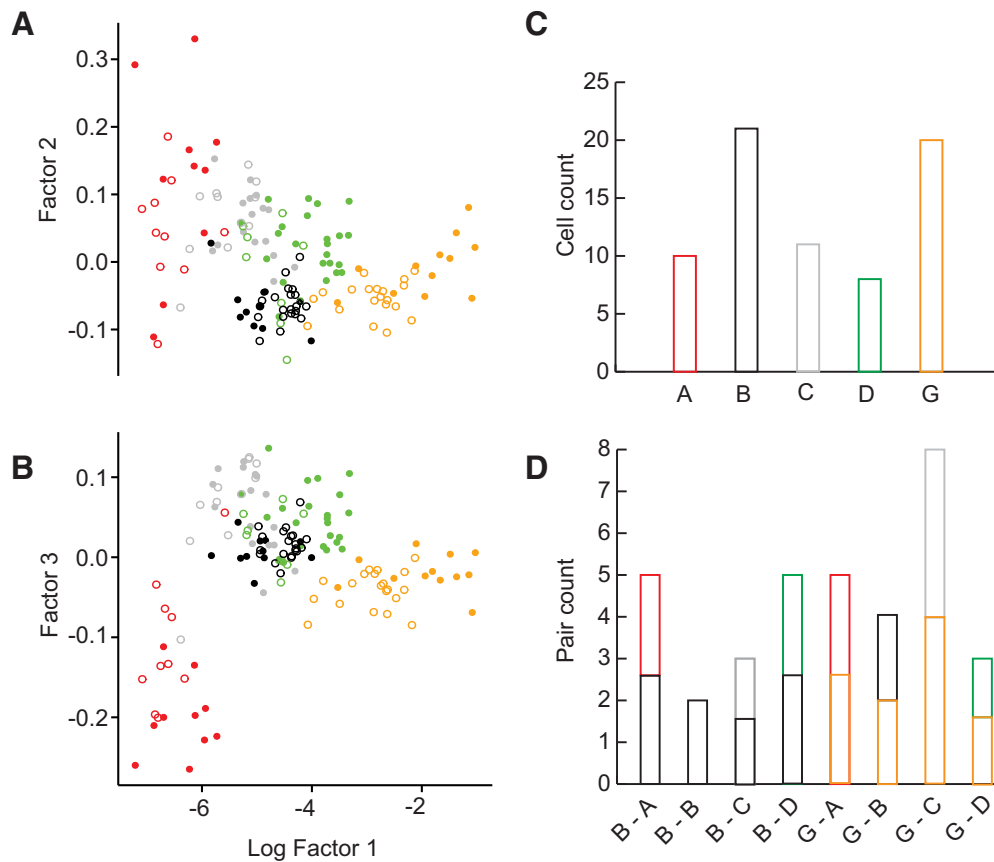 A
0.3
0.2
0.1
0.0
-0.1
Factor 2
B
0.1
0.0
-0.1
-0.2
Factor 3
-6 -4 -2
Log Factor 1
C
25
20
15
10
5
0
Cell count
A B C D G
D
8
7
6
5
4
3
2
1
0
Pair count
B - A B - B B - C B - D G - A G - B G - C G - D